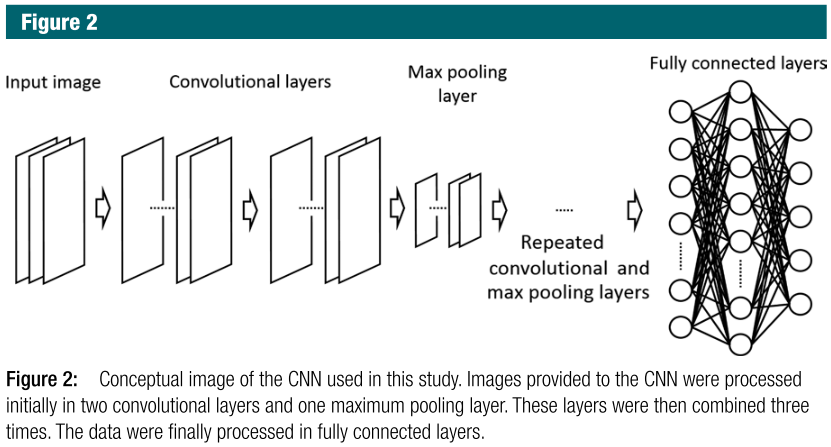 Figure 2
Input image
Convolutional layers
Max pooling
layer
Fully connected layers
Repeated
convolutional and
max pooling layers
Figure 2: Conceptual image of the CNN used in this study. Images provided to the CNN were processed
initially in two convolutional layers and one maximum pooling layer. These layers were then combined three
times. The data were finally processed in fully connected layers.